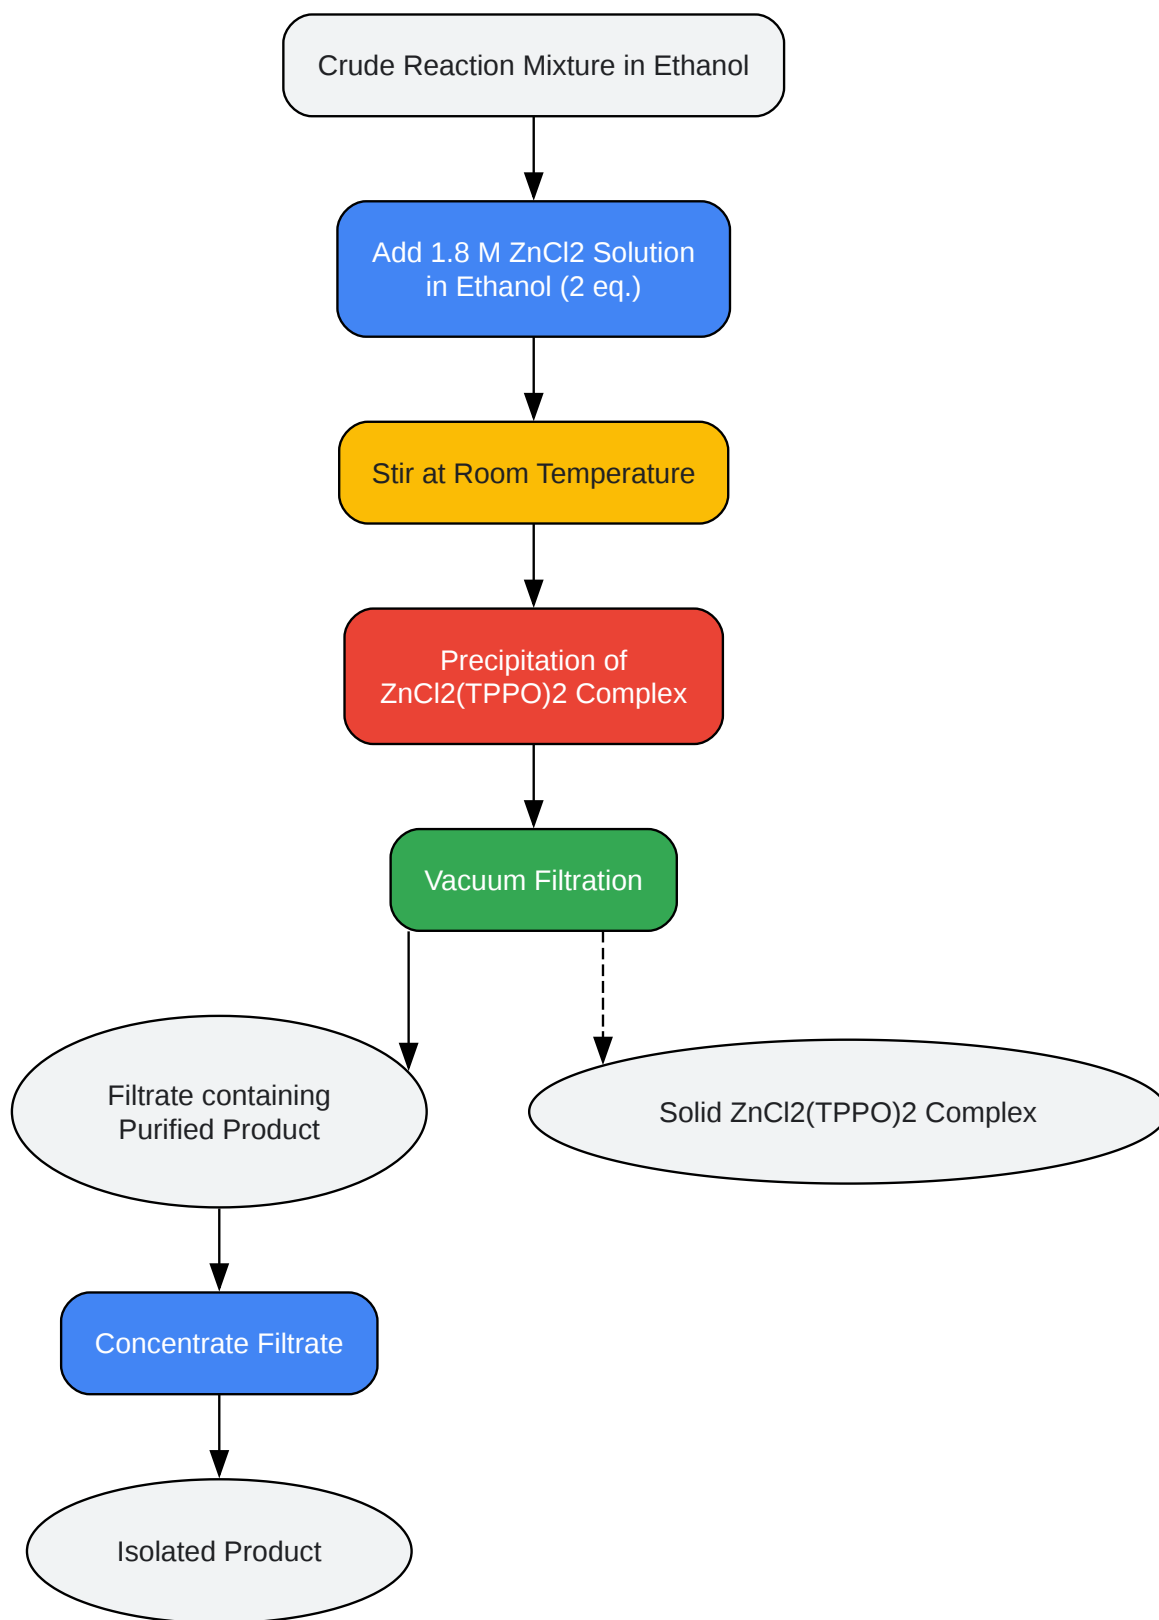 Crude Reaction Mixture in Ethanol
Add 1.8 M ZnCl2 Solution
in Ethanol (2 eq.)
Stir at Room Temperature
Precipitation of
ZnCl2(TPPO)2 Complex
Vacuum Filtration
Filtrate containing
Purified Product
Solid ZnCl2(TPPO)2 Complex
Concentrate Filtrate
Isolated Product